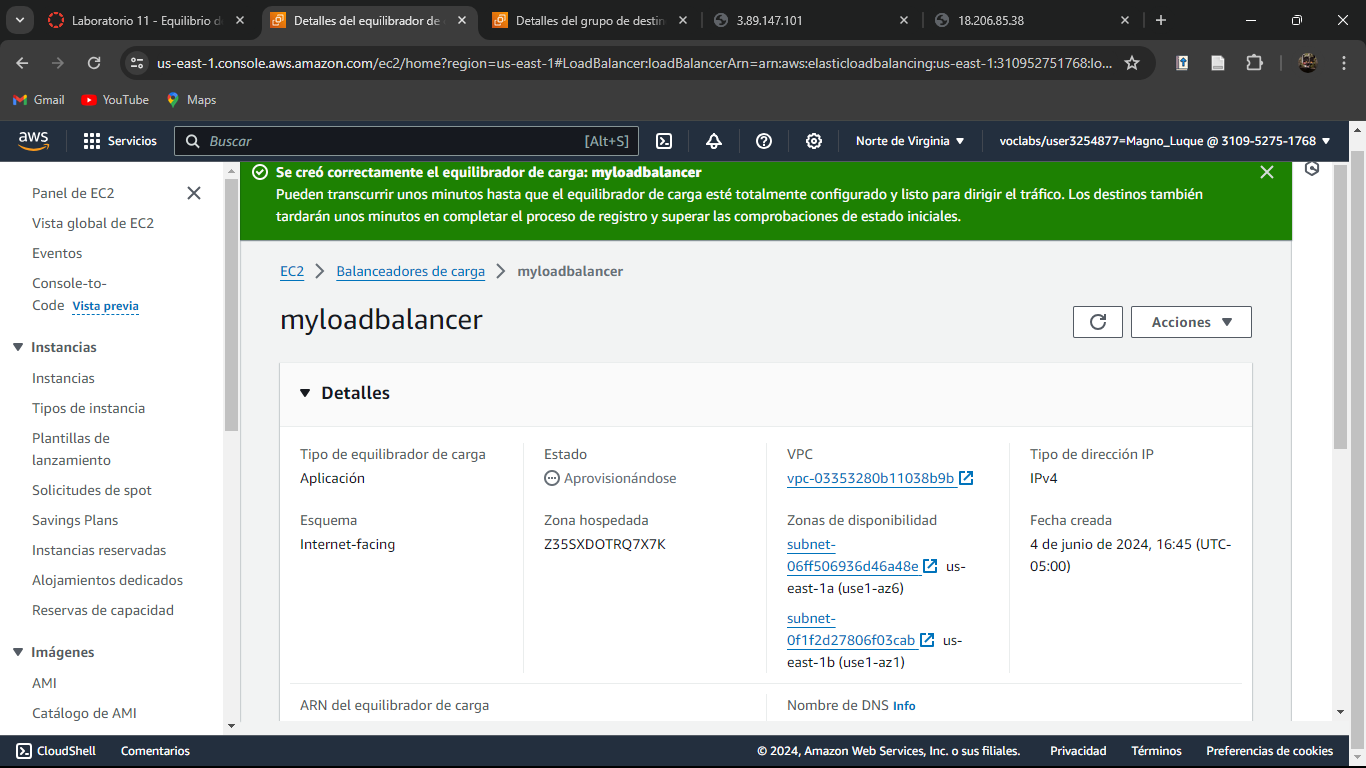 Laboratorio 11 - Equilibrio d
Detalles del equilibrador de
Detalles del grupo de destin
3.89.147.101
18.206.85.38
us-east-1.console.aws.amazon.com/ec2/home?region=us-east-1#LoadBalancer:loadBalancerArn=arn:aws:elasticloadbalancing:us-east-1:310952751768:lo...
Gmail
YouTube
Maps
aws
Servicios
Buscar
[Alt+S]
Norte de Virginia
voclabs/user3254877=Magno_Luque @ 3109-5275-1768
Panel de EC2
Vista global de EC2
Eventos
Console-to-
Code Vista previa
Instancias
Instancias
Tipos de instancia
Plantillas de
lanzamiento
Solicitudes de spot
Savings Plans
Instancias reservadas
Alojamientos dedicados
Reservas de capacidad
Imágenes
AMI
Catálogo de AMI
Se creó correctamente el equilibrador de carga: myloadbalancer
Pueden transcurrir unos minutos hasta que el equilibrador de carga esté totalmente configurado y listo para dirigir el tráfico. Los destinos también
tardarán unos minutos en completar el proceso de registro y superar las comprobaciones de estado iniciales.
EC2
Balanceadores de carga
myloadbalancer
myloadbalancer
Acciones
Detalles
Tipo de equilibrador de carga
Aplicación
Estado
Aprovisionándose
VPC
vpc-03353280b11038b9b
Tipo de dirección IP
IPv4
Esquema
Internet-facing
Zona hospedada
Z35SXDOTRQ7X7K
Zonas de disponibilidad
subnet-
06ff506936d46a48e us-
east-1a (use1-az6)
subnet-
0f1f2d27806f03cab us-
east-1b (use1-az1)
Fecha creada
4 de junio de 2024, 16:45 (UTC-
05:00)
ARN del equilibrador de carga
Nombre de DNS Info
CloudShell
Comentarios
© 2024, Amazon Web Services, Inc. o sus filiales.
Privacidad
Términos
Preferencias de cookies